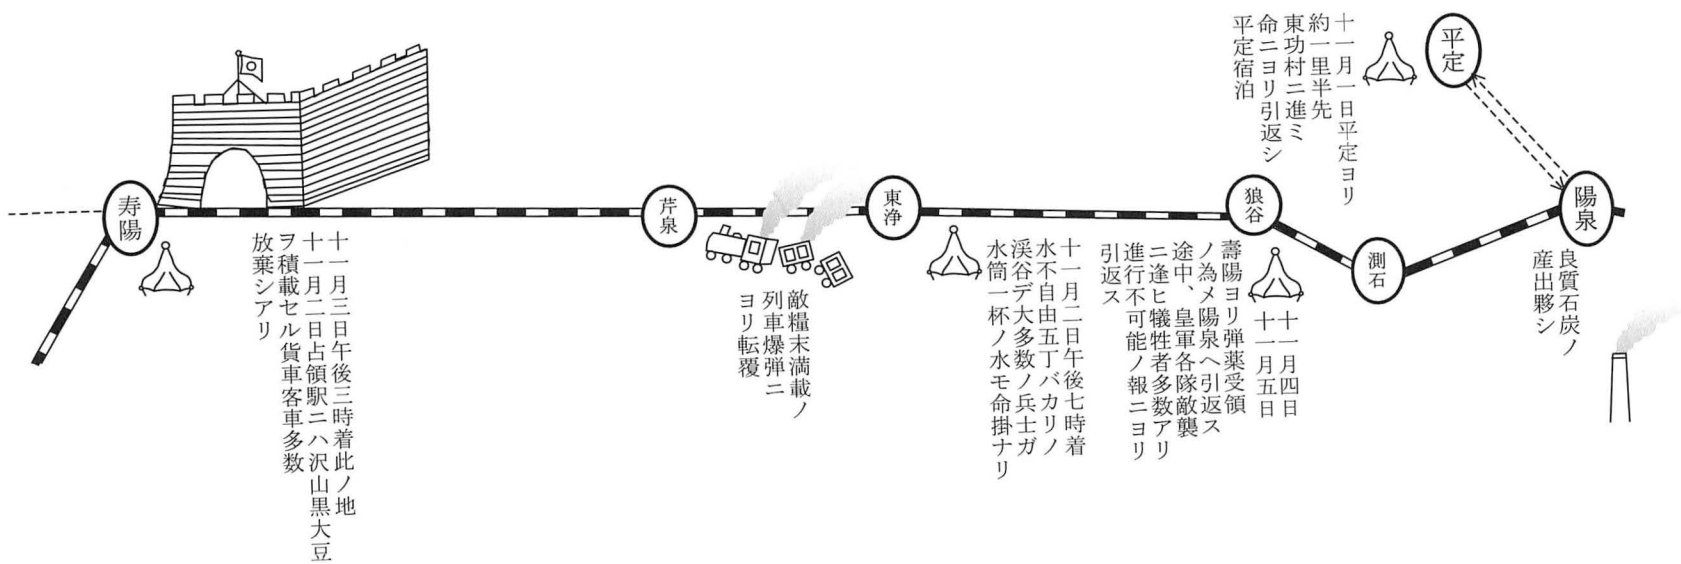 平定
十一月一日平定ヨリ
約一里半先
東功村ニ進ミ
命ニヨリ引返シ
平定宿泊
陽泉
良質石炭ノ
産出夥シ
測石
狼谷
十一月四日
十一月五日
壽陽ヨリ弾薬受領
ノ為メ陽泉ヘ引返ス
途中、皇軍各隊敵襲
ニ逢ヒ犠牲者多数アリ
進行不可能ノ報ニヨリ
引返ス
東浄
十一月二日午後七時着
水不自由五丁バカリノ
渓谷デ大多数ノ兵士ガ
水筒一杯ノ水モ命掛ナリ
芹泉
敵糧末満載ノ
列車爆弾ニ
ヨリ転覆
寿陽
十一月三日午後三時着此ノ地
十一月二日占領駅ニハ沢山黒大豆
ヲ積載セル貨車客車多数
放棄シアリ